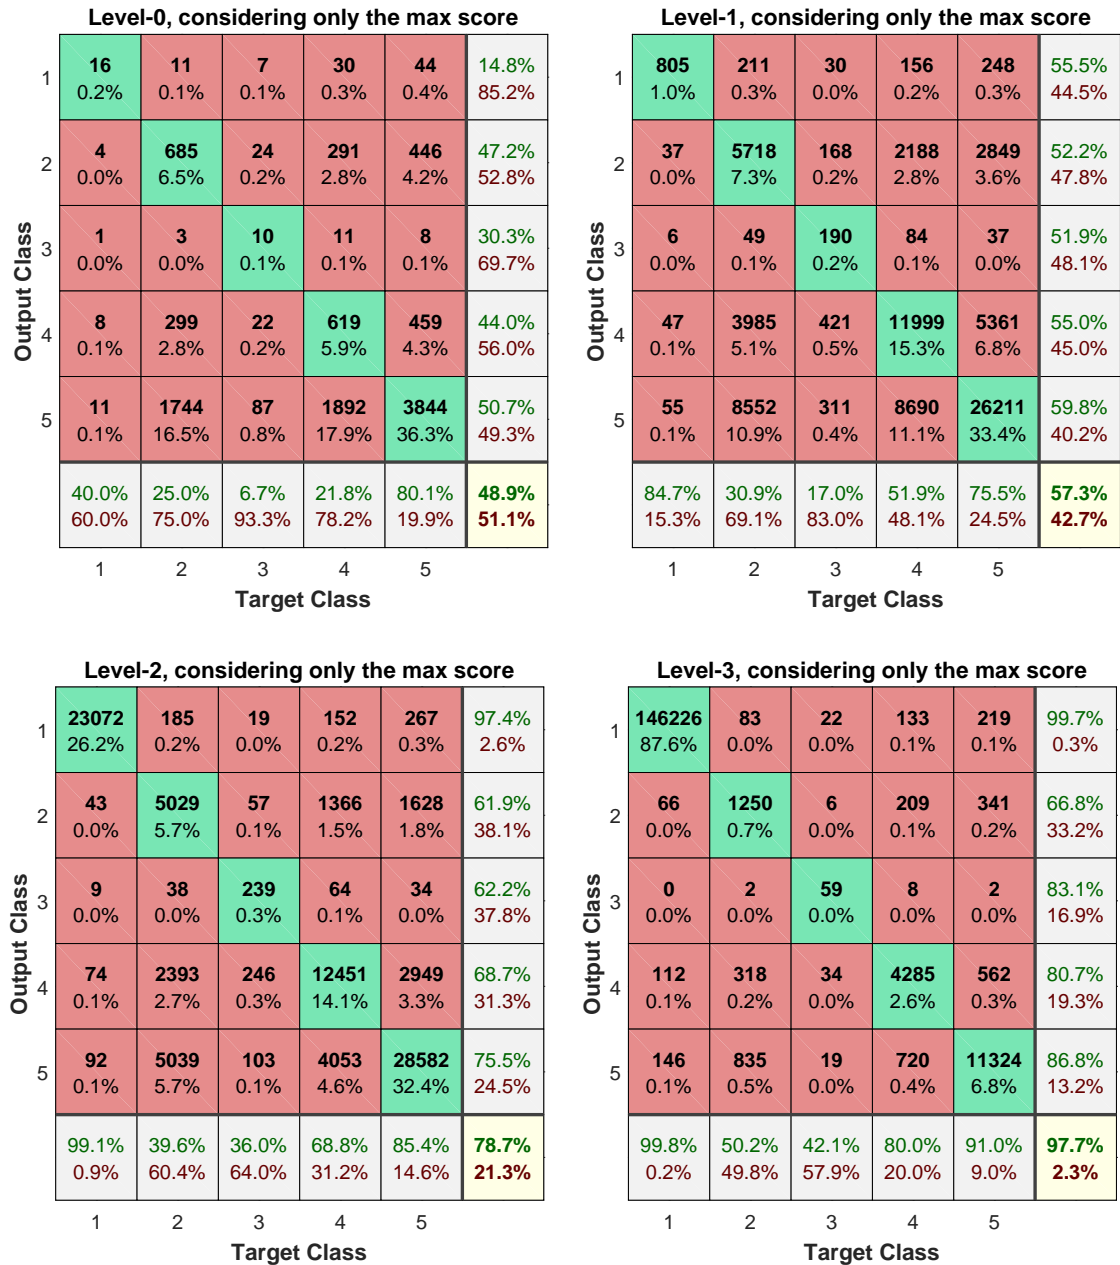 Level-0, considering only the max score
1 16 11 7 30 44 14.8%
0.2% 0.1% 0.1% 0.3% 0.4% 85.2%
2 4 685 24 291 446 47.2%
0.0% 6.5% 0.2% 2.8% 4.2% 52.8%
3 1 3 10 11 8 30.3%
0.0% 0.0% 0.1% 0.1% 0.1% 69.7%
4 8 299 22 619 459 44.0%
0.1% 2.8% 0.2% 5.9% 4.3% 56.0%
5 11 1744 87 1892 3844 50.7%
0.1% 16.5% 0.8% 17.9% 36.3% 49.3%
40.0% 25.0% 6.7% 21.8% 80.1% 48.9%
60.0% 75.0% 93.3% 78.2% 19.9% 51.1%
1 2 3 4 5
Target Class
Output Class
Level-1, considering only the max score
1 805 211 30 156 248 55.5%
1.0% 0.3% 0.0% 0.2% 0.3% 44.5%
2 37 5718 168 2188 2849 52.2%
0.0% 7.3% 0.2% 2.8% 3.6% 47.8%
3 6 49 190 84 37 51.9%
0.0% 0.1% 0.2% 0.1% 0.0% 48.1%
4 47 3985 421 11999 5361 55.0%
0.1% 5.1% 0.5% 15.3% 6.8% 45.0%
5 55 8552 311 8690 26211 59.8%
0.1% 10.9% 0.4% 11.1% 33.4% 40.2%
84.7% 30.9% 17.0% 51.9% 75.5% 57.3%
15.3% 69.1% 83.0% 48.1% 24.5% 42.7%
1 2 3 4 5
Target Class
Output Class
Level-2, considering only the max score
1 23072 185 19 152 267 97.4%
26.2% 0.2% 0.0% 0.2% 0.3% 2.6%
2 43 5029 57 1366 1628 61.9%
0.0% 5.7% 0.1% 1.5% 1.8% 38.1%
3 9 38 239 64 34 62.2%
0.0% 0.0% 0.3% 0.1% 0.0% 37.8%
4 74 2393 246 12451 2949 68.7%
0.1% 2.7% 0.3% 14.1% 3.3% 31.3%
5 92 5039 103 4053 28582 75.5%
0.1% 5.7% 0.1% 4.6% 32.4% 24.5%
99.1% 39.6% 36.0% 68.8% 85.4% 78.7%
0.9% 60.4% 64.0% 31.2% 14.6% 21.3%
1 2 3 4 5
Target Class
Output Class
Level-3, considering only the max score
1 146226 83 22 133 219 99.7%
87.6% 0.0% 0.0% 0.1% 0.1% 0.3%
2 66 1250 6 209 341 66.8%
0.0% 0.7% 0.0% 0.1% 0.2% 33.2%
3 0 2 59 8 2 83.1%
0.0% 0.0% 0.0% 0.0% 0.0% 16.9%
4 112 318 34 4285 562 80.7%
0.1% 0.2% 0.0% 2.6% 0.3% 19.3%
5 146 835 19 720 11324 86.8%
0.1% 0.5% 0.0% 0.4% 6.8% 13.2%
99.8% 50.2% 42.1% 80.0% 91.0% 97.7%
0.2% 49.8% 57.9% 20.0% 9.0% 2.3%
1 2 3 4 5
Target Class
Output Class